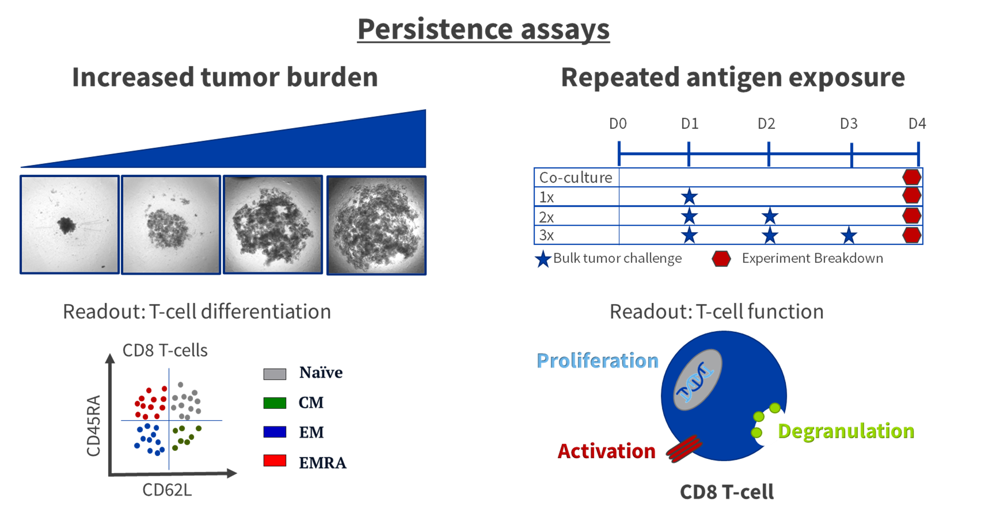 Persistence assays
Increased tumor burden
Readout: T-cell differentiation
CD8 T-cells
CD45RA
CD62L
Naïve
CM
EM
EMRA
Repeated antigen exposure
D0 D1 D2 D3 D4
Co-culture
1x
2x
3x
Bulk tumor challenge Experiment Breakdown
Readout: T-cell function
Proliferation
Degranulation
Activation
CD8 T-cell